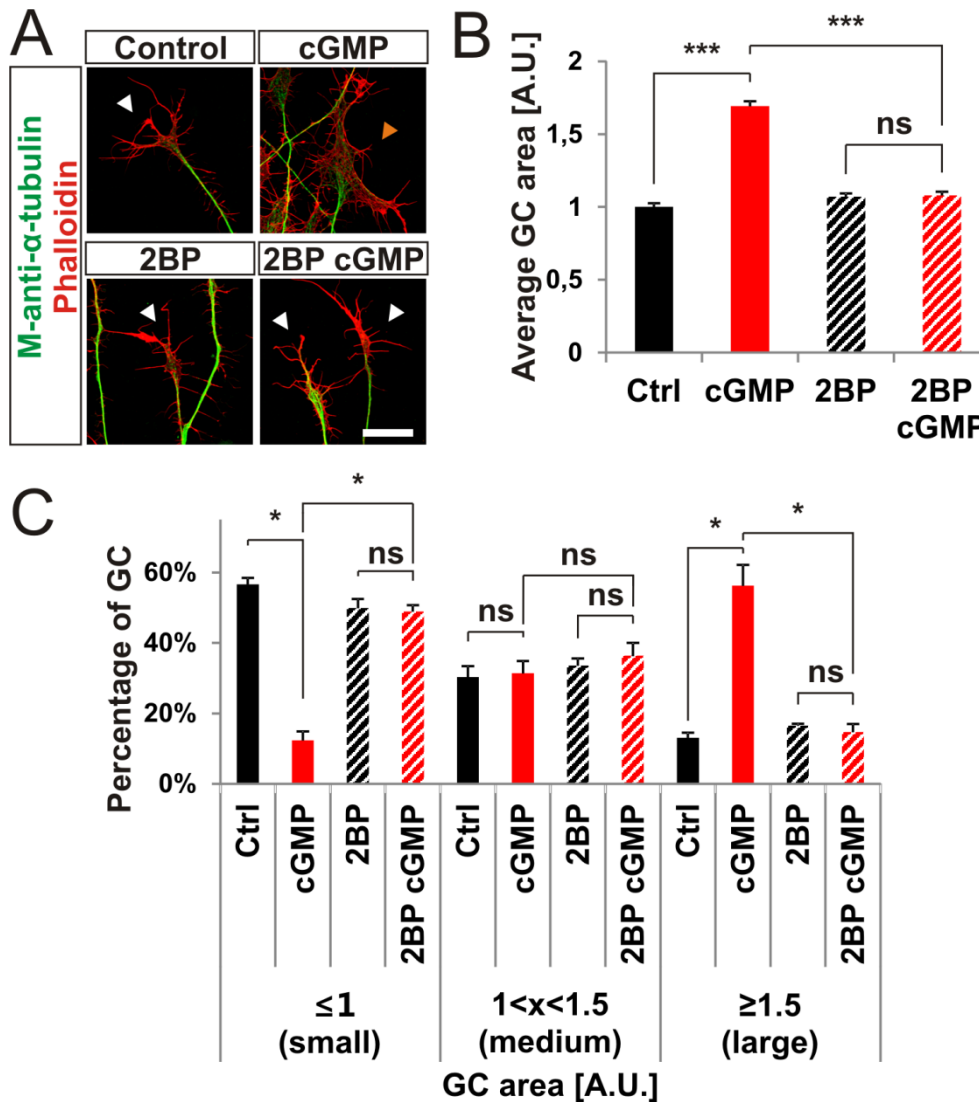 A
Control
cGMP
2BP
2BP cGMP
M-anti-α-tubulin
Phalloidin
B
Average GC area [A.U.]
2
1,5
1
0,5
0
***
***
ns
Ctrl
cGMP
2BP
2BP
cGMP
C
Percentage of GC
60%
40%
20%
0%
*
*
ns
ns
ns
ns
*
*
ns
Ctrl
cGMP
2BP
2BP cGMP
Ctrl
cGMP
2BP
2BP cGMP
Ctrl
cGMP
2BP
2BP cGMP
≤1
(small)
1<x<1.5
(medium)
≥1.5
(large)
GC area [A.U.]